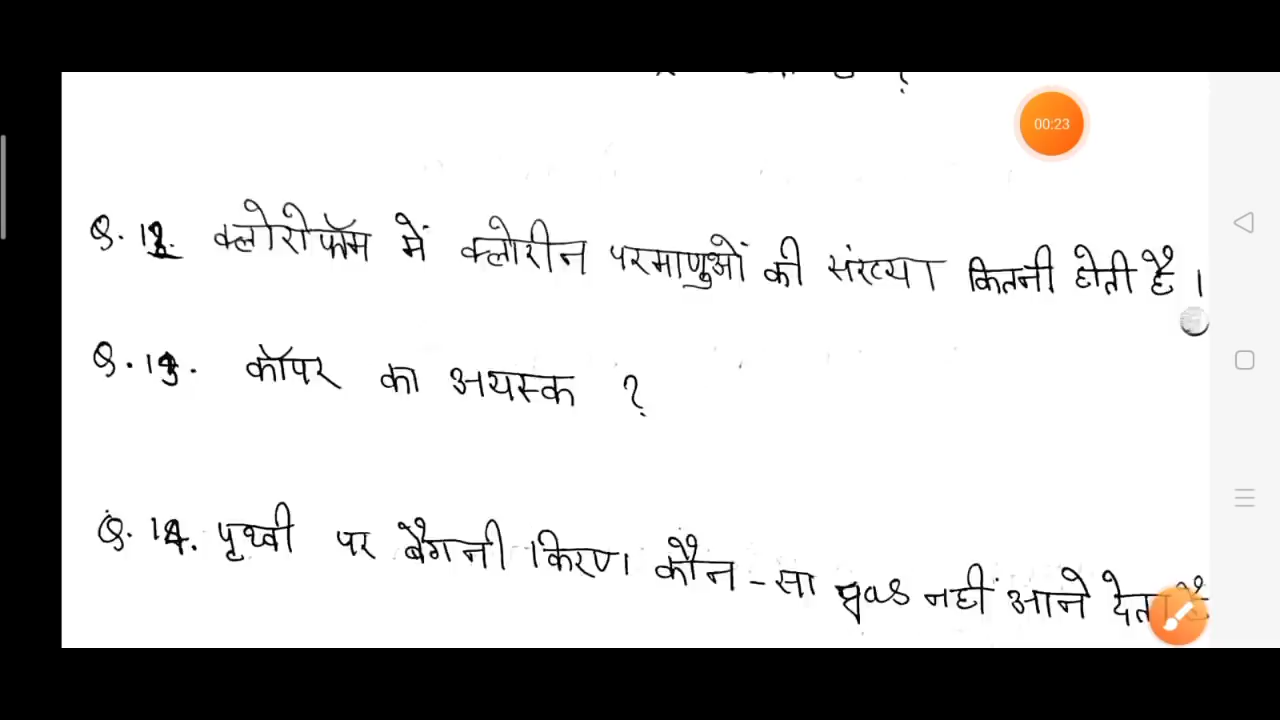 00:23
Q. 12. क्लोरोफॉम में क्लोरीन परमाणुओं की संख्या कितनी होती है ।
Q. 13. कॉपर का अयस्क ?
Q. 14. पृथ्वी पर बैगनी किरण कौन-सा gas नहीं आने देता है